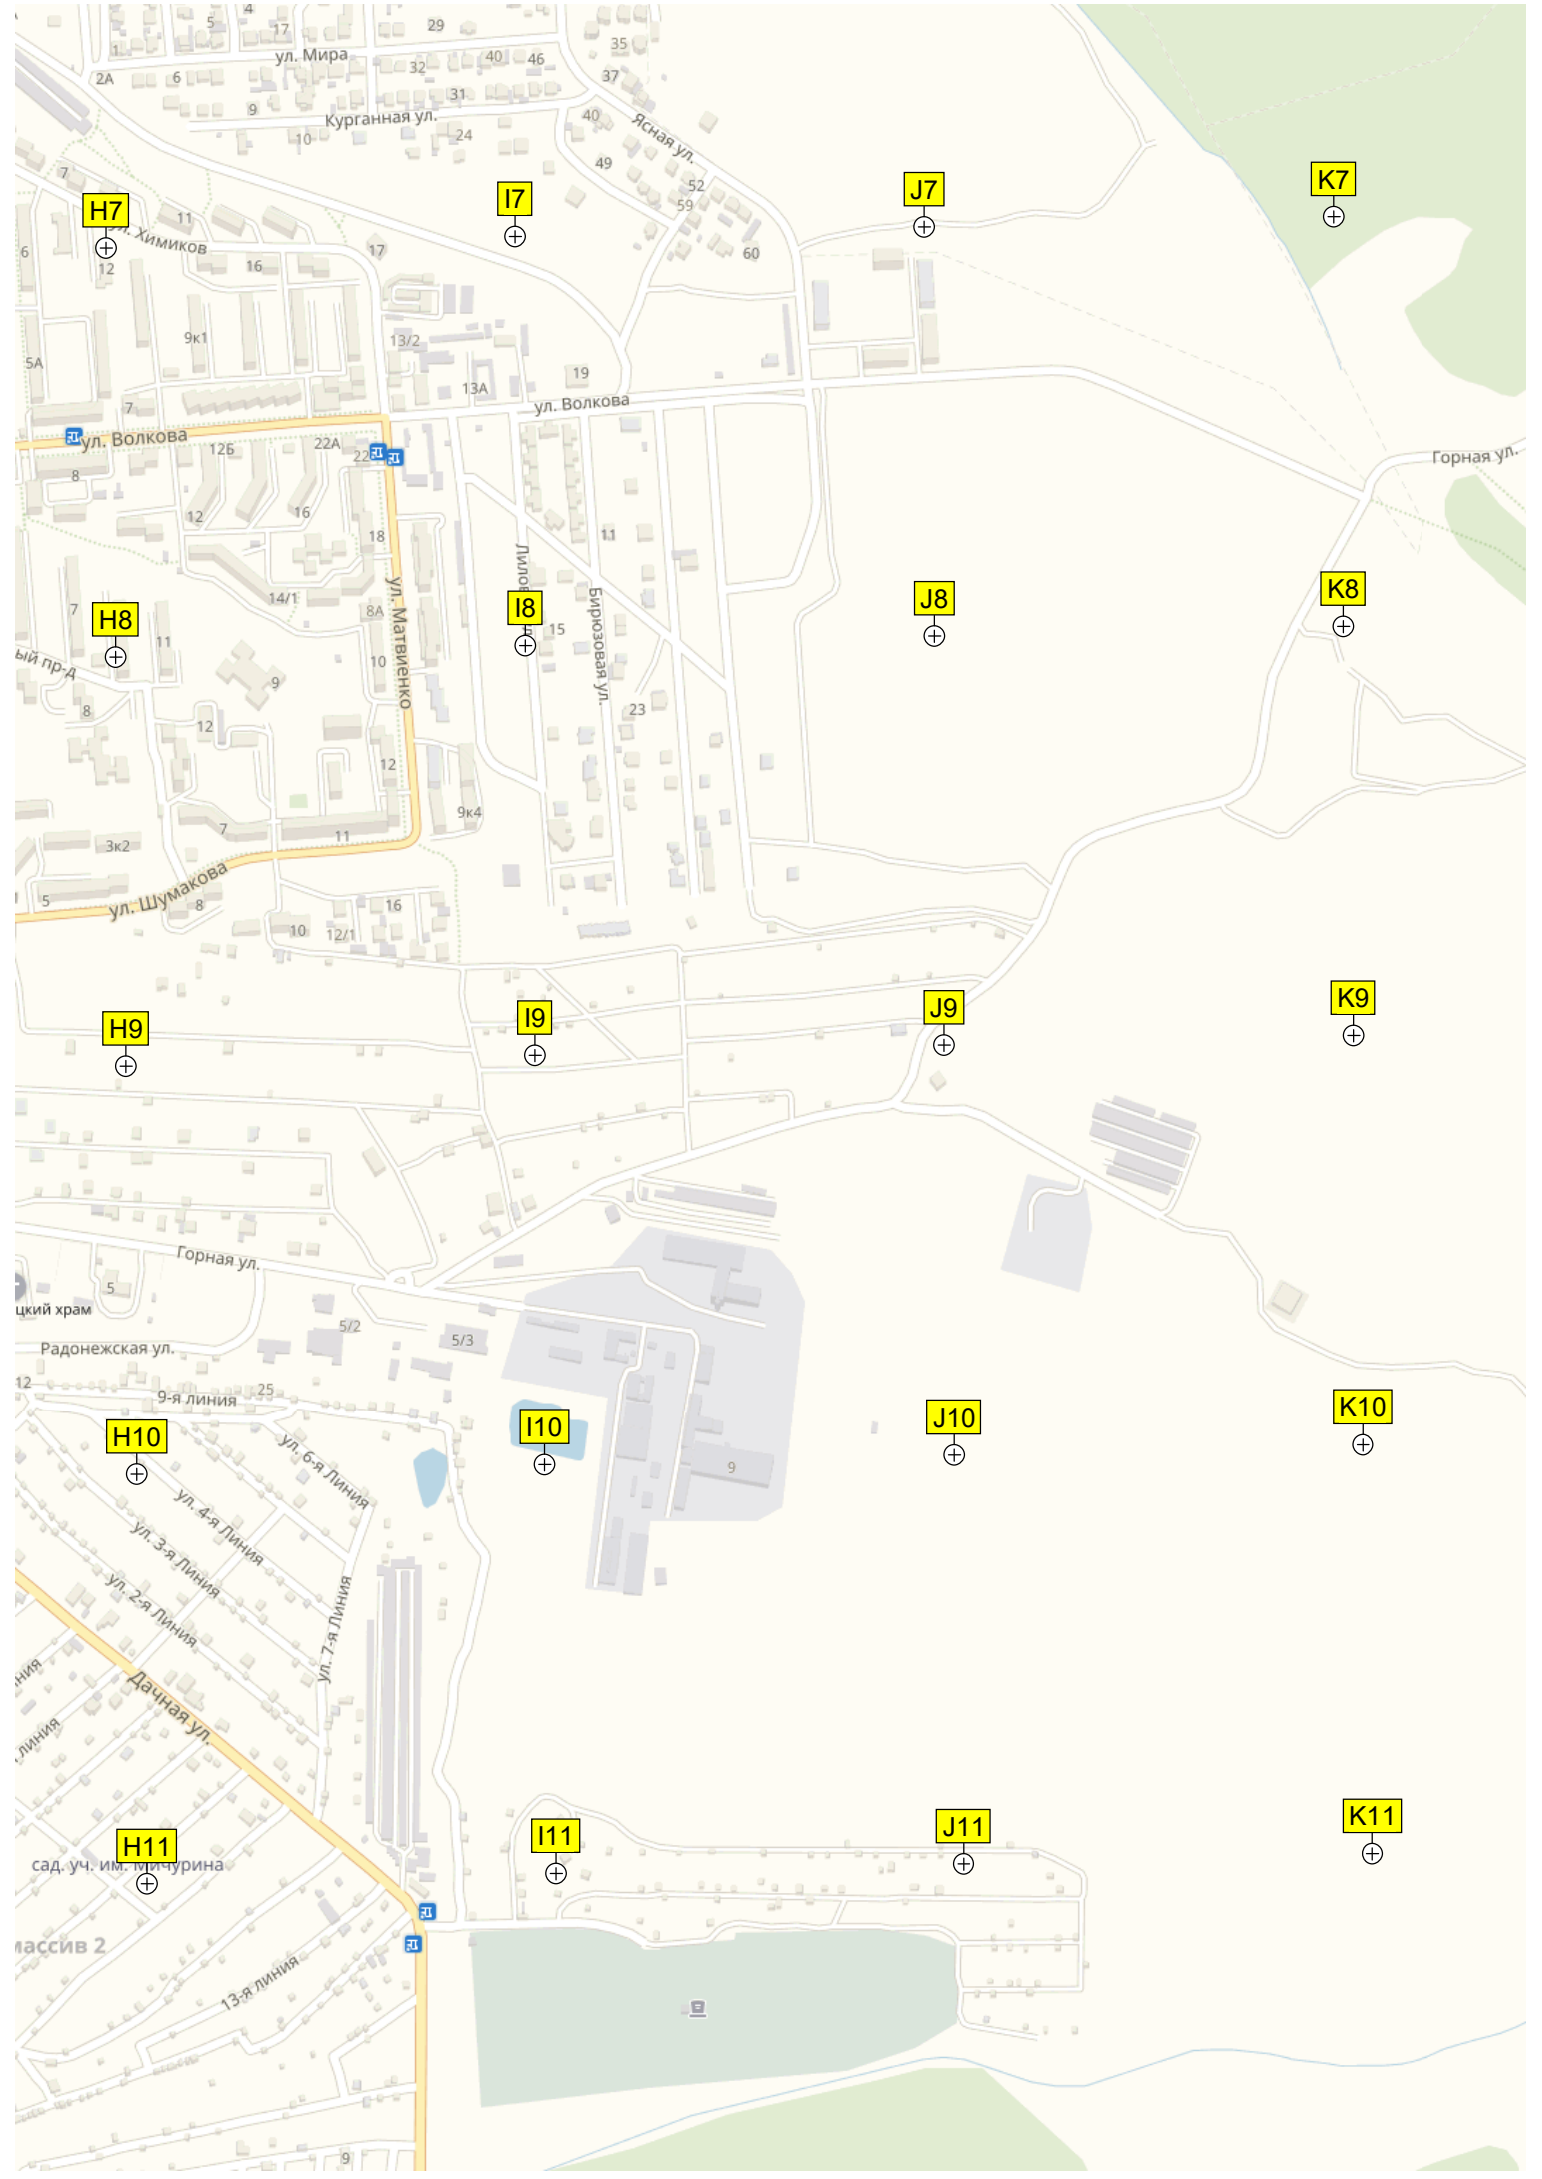 4
5
17
29
1
ул. Мира
35
2А
6
32
40
46
37
9
31
Курганная ул.
40
Ясная ул.
10
24
49
7
52
K7
J7
I7
H7
11
59
ул. Химиков
17
60
6
12
16
9к1
13/2
5А
19
13А
7
ул. Волкова
ул. Волкова
12Б
22А
22
Горная ул.
8
12
16
18
11
Лилов
7
14/1
8А
ул. Матвиенко
Бирюзовая ул.
K8
J8
I8
H8
11
15
ый пр-д
10
9
8
12
23
12
9к4
7
11
3к2
5
ул. Шумакова
8
16
10
12/1
K9
J9
I9
H9
Горная ул.
5
цкий храм
5/2
5/3
Радонежская ул.
12
25
9-я линия
K10
J10
I10
H10
ул. 6-я Линия
9
ул. 4-я Линия
ул. 3-я Линия
ул. 2-я Линия
ул. 7-я Линия
ния
Дачная ул.
линия
K11
J11
I11
H11
сад. уч. им. Мичурина
массив 2
13-я линия
9